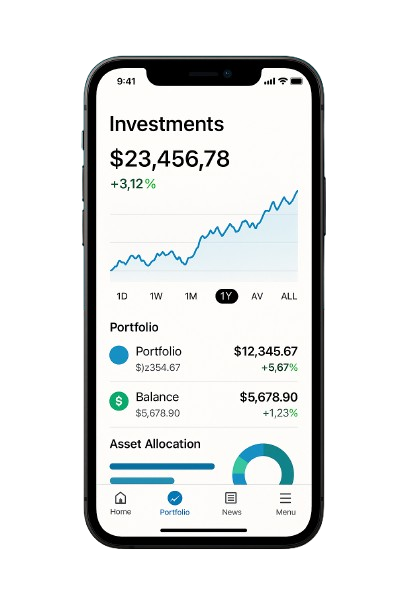 9:41
Investments
$23,456,78
+3,12%
1D 1W 1M 1Y AV ALL
Portfolio
Portfolio $12,345.67
$)z354.67 +5,67%
Balance $5,678.90
$5,678.90 +1,23%
Asset Allocation
Home Portfolio News Menu